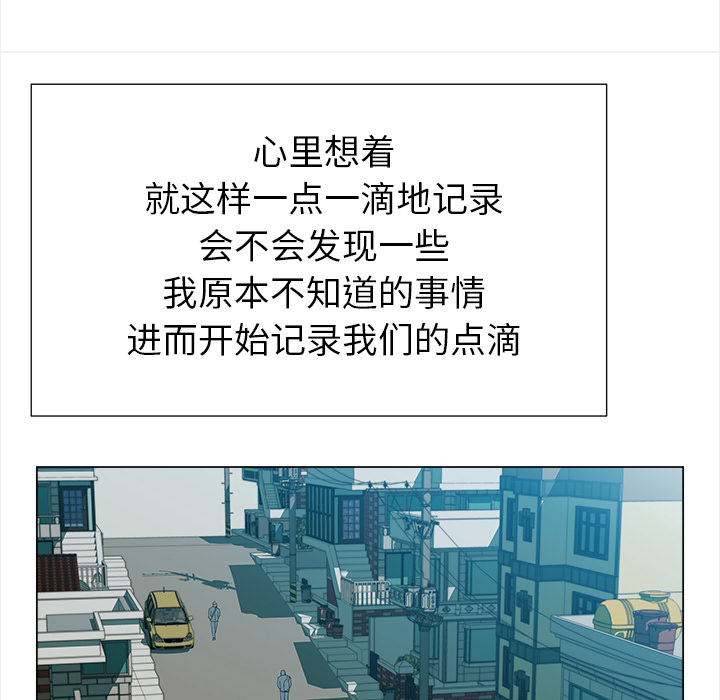 心里想着
就这样一点一滴地记录
会不会发现一些
我原本不知道的事情
进而开始记录我们的点滴